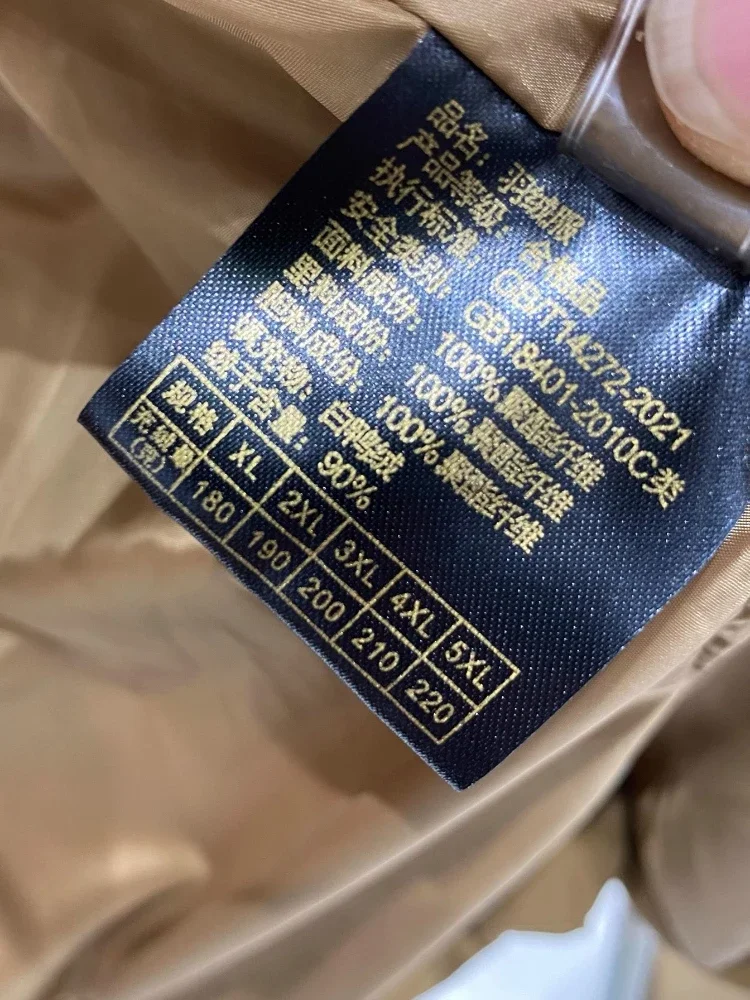 品名：羽绒服
产品等级：合格品
执行标准：GB/T14272-2021
安全类别：GB18401-2010C类
面料成份：100%聚酯纤维
里料成份：100%聚酯纤维
胆料成份：100%聚酯纤维
填充物：白鸭绒
绒子含量：90%
规格 XL 2XL 3XL 4XL 5XL
充绒量（克） 180 190 200 210 220